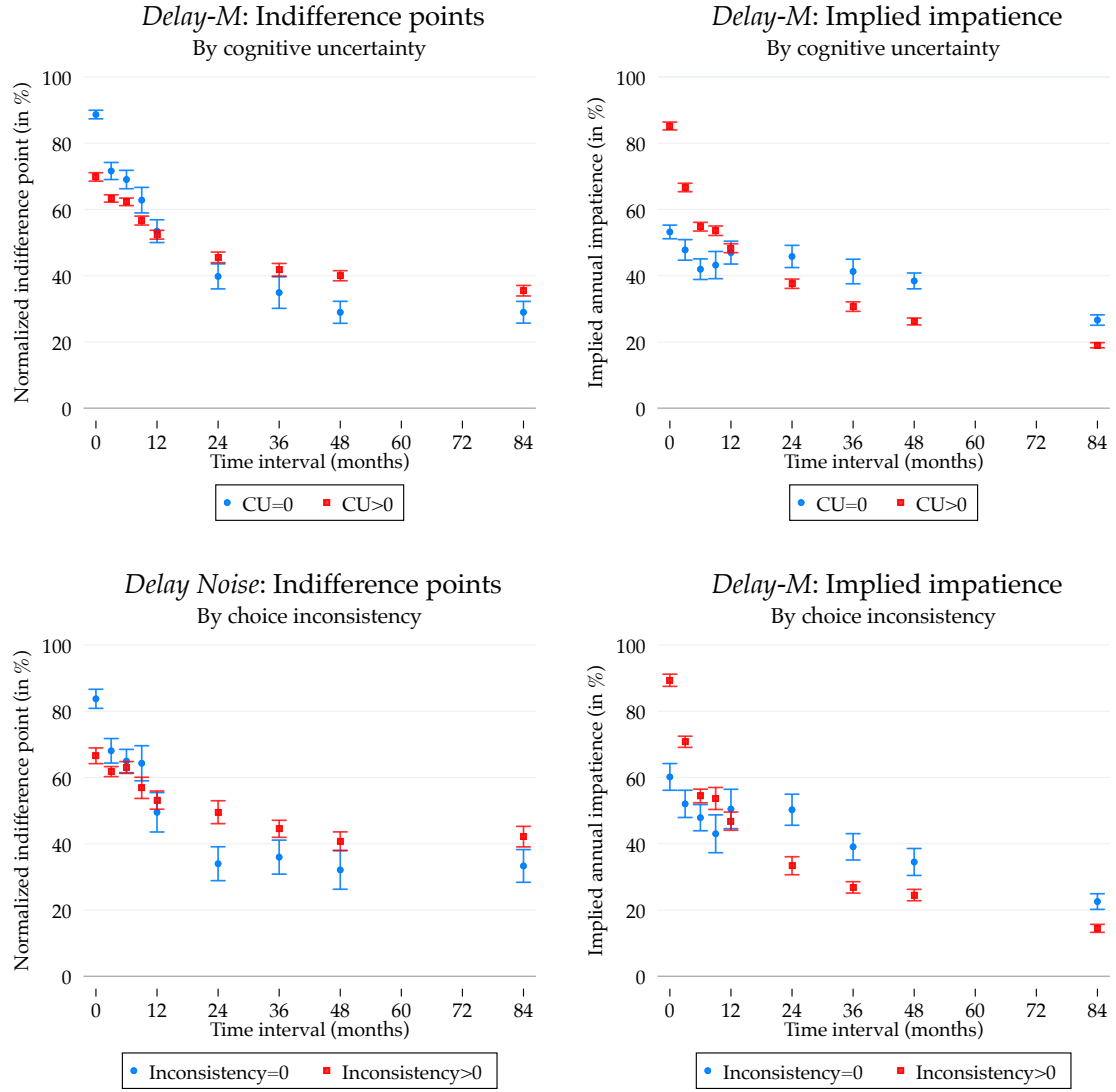 Delay-M: Indifference points
By cognitive uncertainty
Normalized indifference point (in %)
100
80
60
40
20
0
0 12 24 36 48 60 72 84
Time interval (months)
CU=0 CU>0
Delay-M: Implied impatience
By cognitive uncertainty
Implied annual impatience (in %)
100
80
60
40
20
0
0 12 24 36 48 60 72 84
Time interval (months)
CU=0 CU>0
Delay Noise: Indifference points
By choice inconsistency
Normalized indifference point (in %)
100
80
60
40
20
0
0 12 24 36 48 60 72 84
Time interval (months)
Inconsistency=0 Inconsistency>0
Delay-M: Implied impatience
By choice inconsistency
Implied annual impatience (in %)
100
80
60
40
20
0
0 12 24 36 48 60 72 84
Time interval (months)
Inconsistency=0 Inconsistency>0